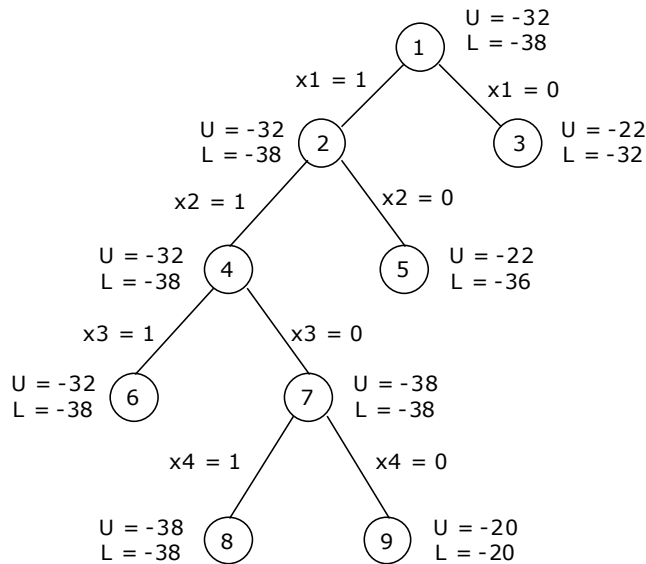 U = -32
L = -38
1
x1 = 1
x1 = 0
U = -32
L = -38
2
3
U = -22
L = -32
x2 = 1
x2 = 0
U = -32
L = -38
4
5
U = -22
L = -36
x3 = 1
x3 = 0
U = -32
L = -38
6
7
U = -38
L = -38
x4 = 1
x4 = 0
U = -38
L = -38
8
9
U = -20
L = -20